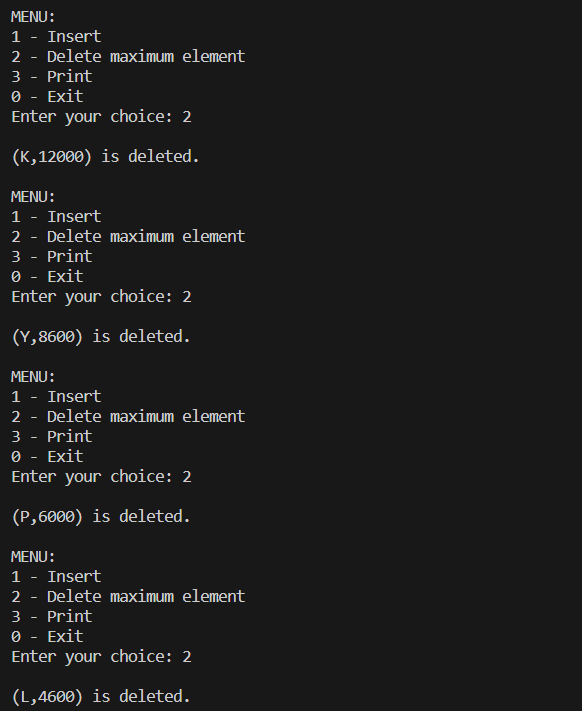 MENU:
1 - Insert
2 - Delete maximum element
3 - Print
0 - Exit
Enter your choice: 2
(K,12000) is deleted.
MENU:
1 - Insert
2 - Delete maximum element
3 - Print
0 - Exit
Enter your choice: 2
(Y,8600) is deleted.
MENU:
1 - Insert
2 - Delete maximum element
3 - Print
0 - Exit
Enter your choice: 2
(P,6000) is deleted.
MENU:
1 - Insert
2 - Delete maximum element
3 - Print
0 - Exit
Enter your choice: 2
(L,4600) is deleted.